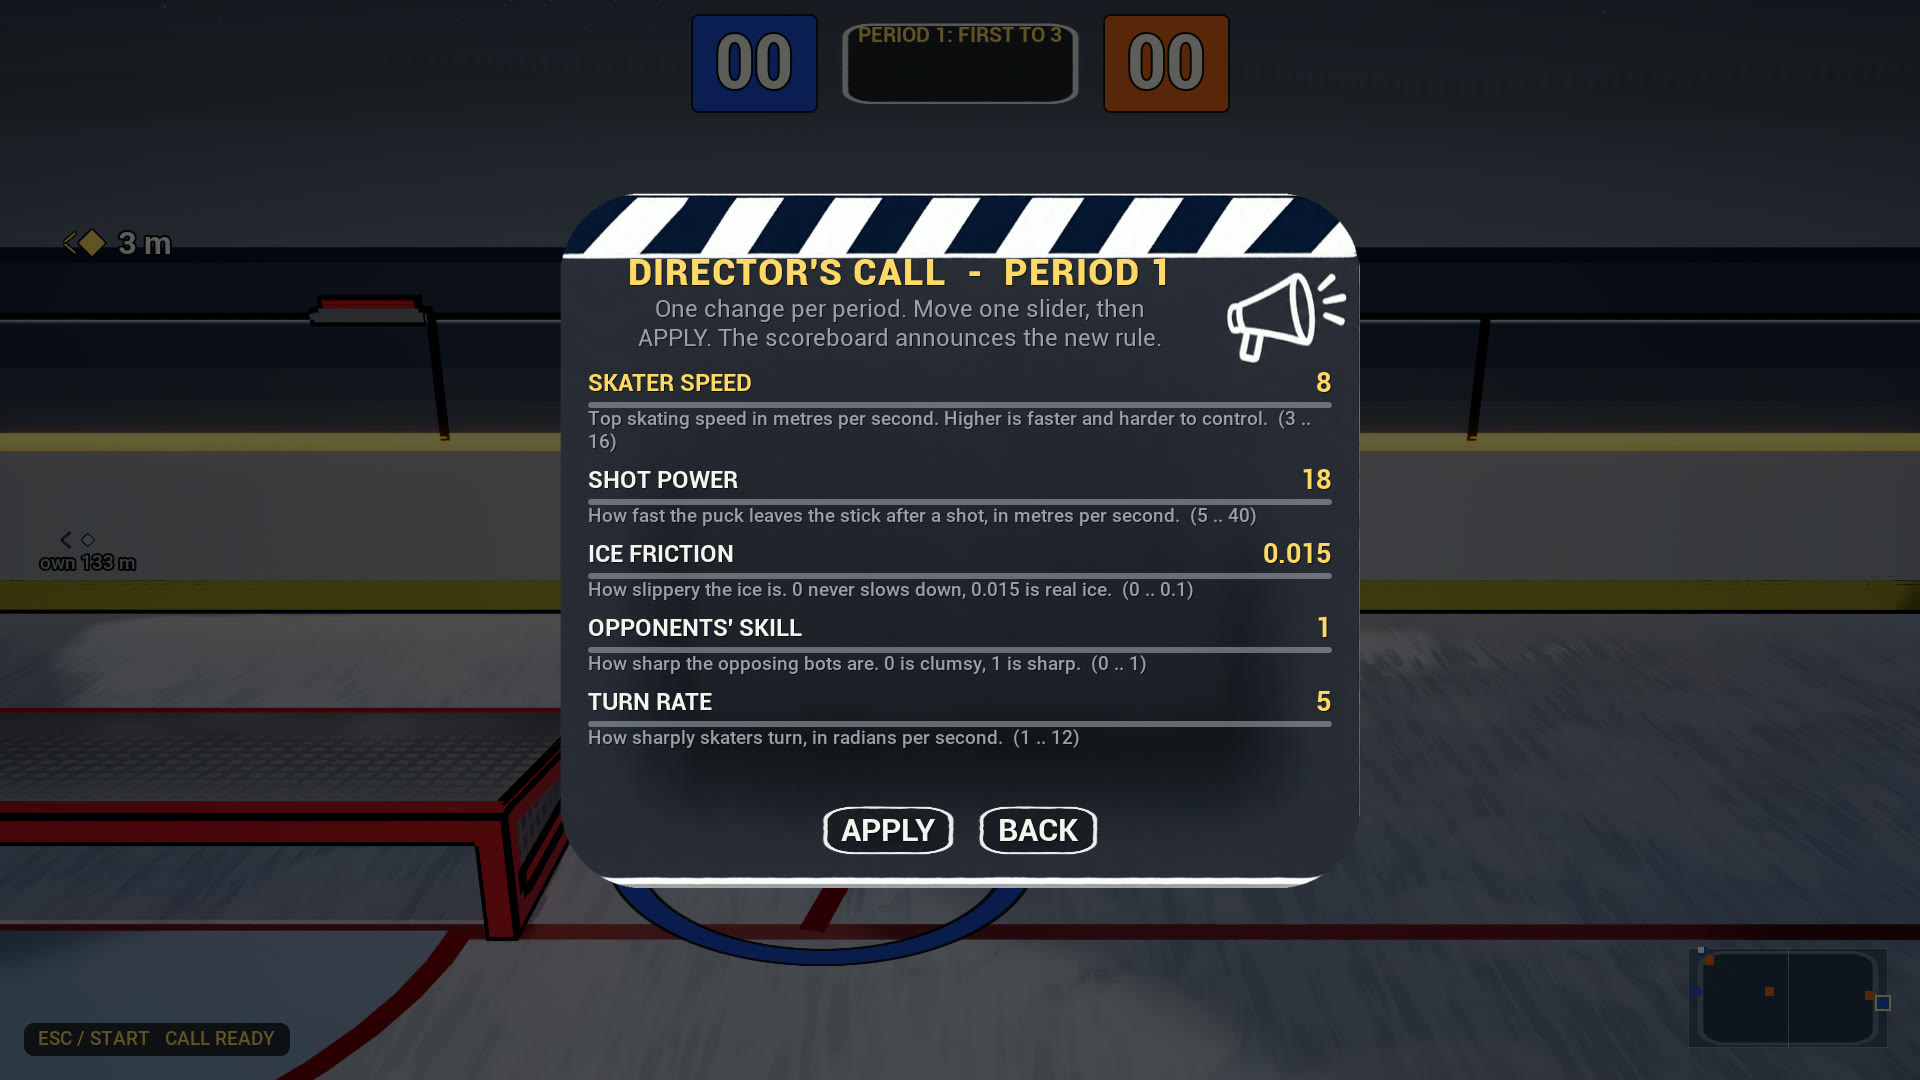 00
PERIOD 1: FIRST TO 3
00
3 m
DIRECTOR'S CALL - PERIOD 1
One change per period. Move one slider, then
APPLY. The scoreboard announces the new rule.
SKATER SPEED 8
Top skating speed in metres per second. Higher is faster and harder to control. (3 ..
16)
SHOT POWER 18
How fast the puck leaves the stick after a shot, in metres per second. (5 .. 40)
ICE FRICTION 0.015
How slippery the ice is. 0 never slows down, 0.015 is real ice. (0 .. 0.1)
own 133 m
OPPONENTS' SKILL 1
How sharp the opposing bots are. 0 is clumsy, 1 is sharp. (0 .. 1)
TURN RATE 5
How sharply skaters turn, in radians per second. (1 .. 12)
APPLY BACK
ESC / START CALL READY